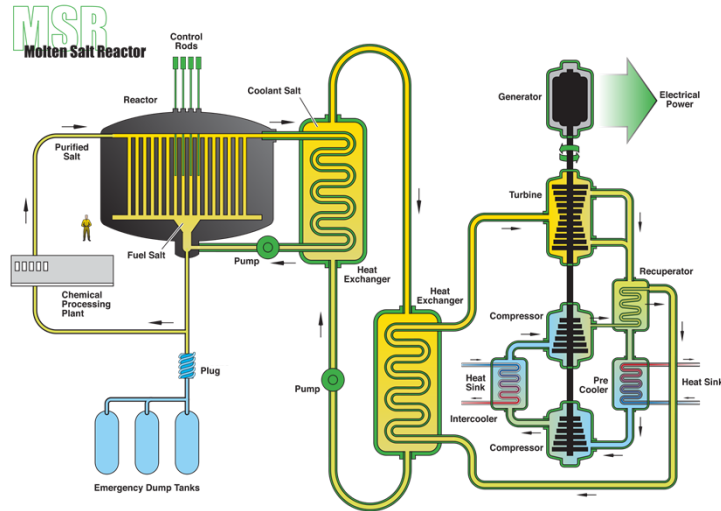 MSR
Molten Salt Reactor
Control
Rods
Reactor
Coolant Salt
Purified
Salt
Fuel Salt
Pump
Chemical
Processing
Plant
Plug
Emergency Dump Tanks
Heat
Exchanger
Pump
Heat
Exchanger
Generator
Electrical
Power
Turbine
Recuperator
Compressor
Heat
Sink
Intercooler
Pre
Cooler
Heat Sink
Compressor